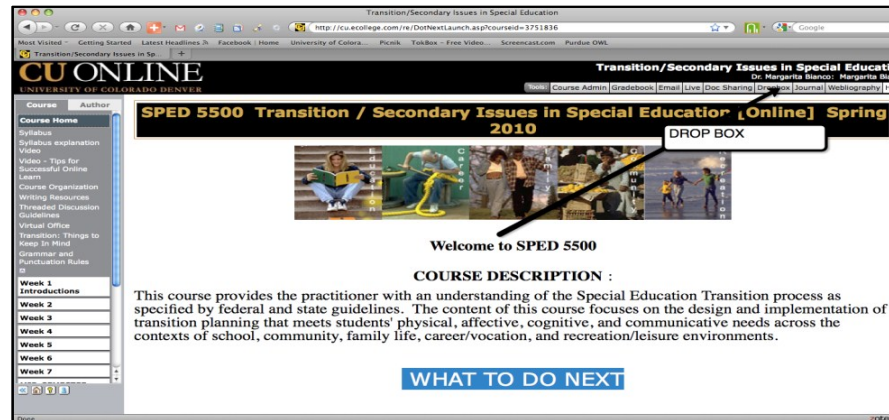 Transition/Secondary Issues in Special Education
http://cu.ecollege.com/re/DotNextLaunch.asp?courseid=3751836
Google
Most Visited Getting Started Latest Headlines Facebook | Home University of Colora... Picnik TokBox - Free Video... Screencast.com Purdue OWL
Transition/Secondary Issues in Sp...
CU ONLINE
UNIVERSITY OF COLORADO DENVER
Transition/Secondary Issues in Special Educati
Dr. Margarita Bianco: Margarita Bia
Tools: Course Admin Gradebook Email Live Doc Sharing Dropbox Journal Webliography H
Course Author
Course Home
Syllabus
Syllabus explanation
Video
Video - Tips for
Successful Online
Learn
Course Organization
Writing Resources
Threaded Discussion
Guidelines
Virtual Office
Transition: Things to
Keep In Mind
Grammar and
Punctuation Rules
Week 1
Introductions
Week 2
Week 3
Week 4
Week 5
Week 6
Week 7
SPED 5500 Transition / Secondary Issues in Special Education [Online] Spring
2010
DROP BOX
Education
Career
Community
Recreation
Welcome to SPED 5500
COURSE DESCRIPTION :
This course provides the practitioner with an understanding of the Special Education Transition process as
specified by federal and state guidelines. The content of this course focuses on the design and implementation of
transition planning that meets students' physical, affective, cognitive, and communicative needs across the
contexts of school, community, family life, career/vocation, and recreation/leisure environments.
WHAT TO DO NEXT
Done